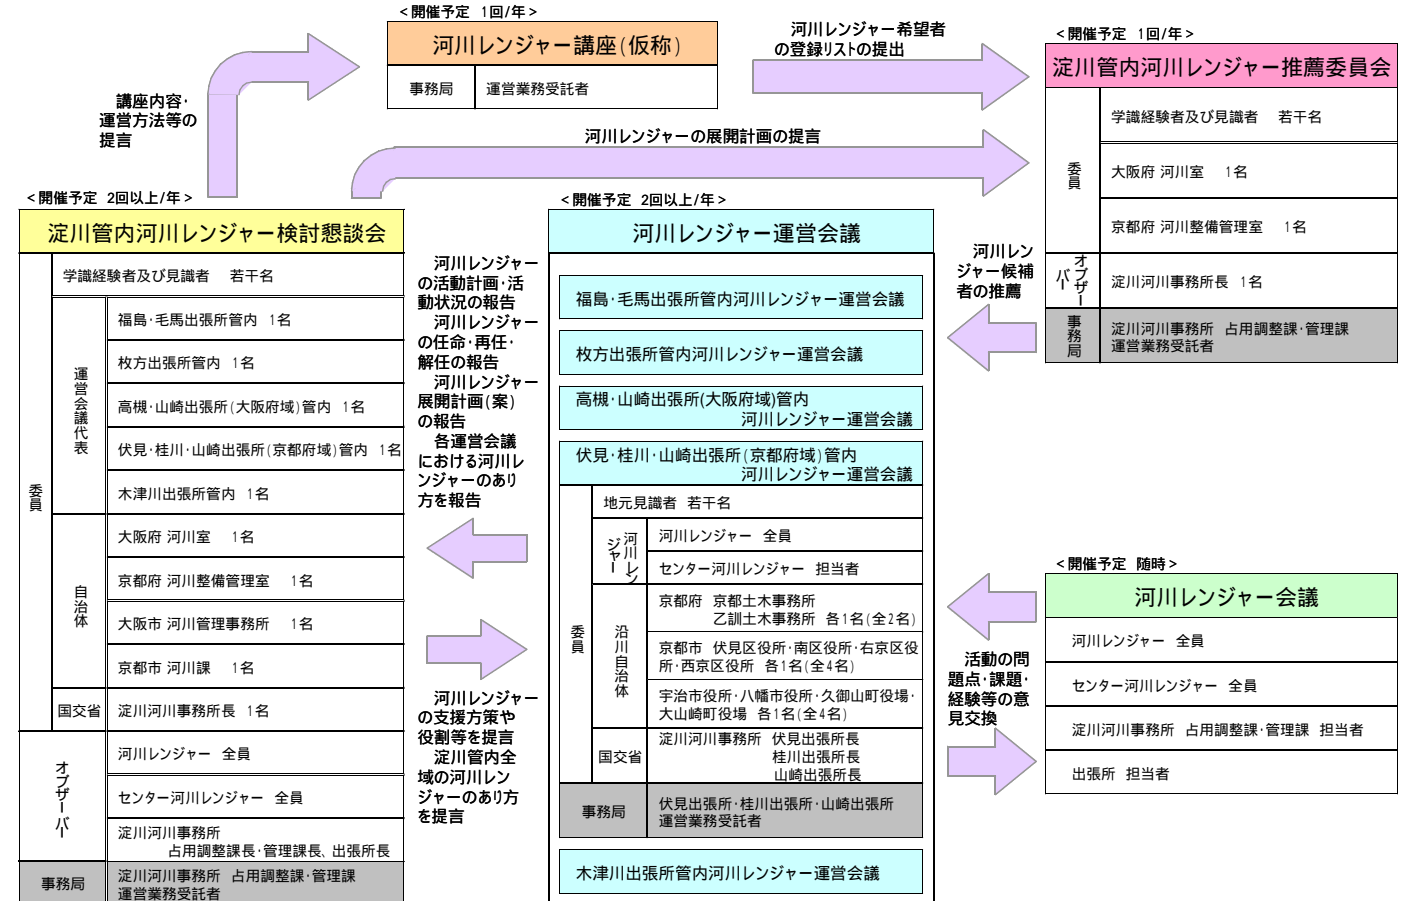 <開催予定 1回/年>
河川レンジャー講座(仮称)
事務局
運営業務受託者
講座内容・
運営方法等の
提言
河川レンジャー希望者
の登録リストの提出
河川レンジャーの展開計画の提言
<開催予定 1回/年>
淀川管内河川レンジャー推薦委員会
委員
学識経験者及び見識者 若干名
大阪府 河川室 1名
京都府 河川整備管理室 1名
オブザーバー
淀川河川事務所長 1名
事務局
淀川河川事務所 占用調整課・管理課
運営業務受託者
<開催予定 2回以上/年>
淀川管内河川レンジャー検討懇談会
委員
学識経験者及び見識者 若干名
運営会議代表
福島・毛馬出張所管内 1名
枚方出張所管内 1名
高槻・山崎出張所(大阪府域)管内 1名
伏見・桂川・山崎出張所(京都府域)管内 1名
木津川出張所管内 1名
自治体
大阪府 河川室 1名
京都府 河川整備管理室 1名
大阪市 河川管理事務所 1名
京都市 河川課 1名
国交省
淀川河川事務所長 1名
オブザーバー
河川レンジャー 全員
センター河川レンジャー 全員
淀川河川事務所
占用調整課長・管理課長、出張所長
事務局
淀川河川事務所 占用調整課・管理課
運営業務受託者
河川レンジャー
の活動計画・活
動状況の報告
河川レンジャー
の任命・再任・
解任の報告
河川レンジャー
展開計画(案)
の報告
各運営会議
における河川レ
ンジャーのあり
方を報告
河川レンジャー
の支援方策や
役割等を提言
淀川管内全
域の河川レン
ジャーのあり方
を提言
<開催予定 2回以上/年>
河川レンジャー運営会議
福島・毛馬出張所管内河川レンジャー運営会議
枚方出張所管内河川レンジャー運営会議
高槻・山崎出張所(大阪府域)管内
河川レンジャー運営会議
伏見・桂川・山崎出張所(京都府域)管内
河川レンジャー運営会議
委員
地元見識者 若干名
河川レンジャー
河川レンジャー 全員
センター河川レンジャー 担当者
沿川自治体
京都府 京都土木事務所
乙訓土木事務所 各1名(全2名)
京都市 伏見区役所・南区役所・右京区役
所・西京区役所 各1名(全4名)
宇治市役所・八幡市役所・久御山町役場・
大山崎町役場 各1名(全4名)
国交省
淀川河川事務所 伏見出張所長
桂川出張所長
山崎出張所長
事務局
伏見出張所・桂川出張所・山崎出張所
運営業務受託者
木津川出張所管内河川レンジャー運営会議
河川レン
ジャー候補
者の推薦
活動の問
題点・課題・
経験等の意
見交換
<開催予定 随時>
河川レンジャー会議
河川レンジャー 全員
センター河川レンジャー 全員
淀川河川事務所 占用調整課・管理課 担当者
出張所 担当者